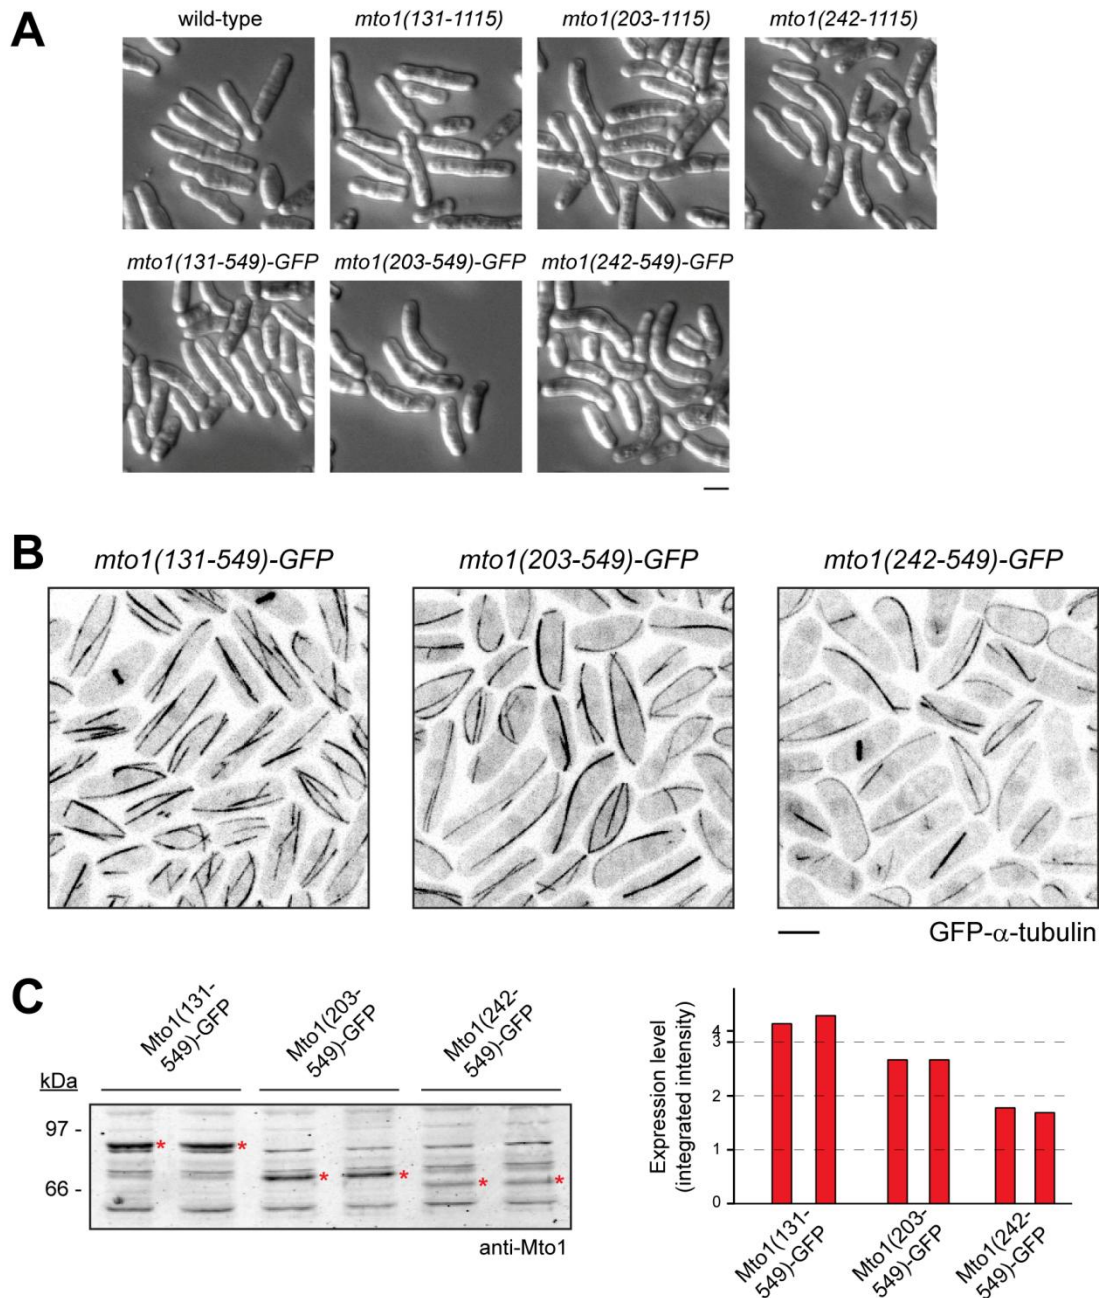 A
wild-type
mto1(131-1115)
mto1(203-1115)
mto1(242-1115)
mto1(131-549)-GFP
mto1(203-549)-GFP
mto1(242-549)-GFP
B
mto1(131-549)-GFP
mto1(203-549)-GFP
mto1(242-549)-GFP
GFP-α-tubulin
C
Mto1(131-
549)-GFP
Mto1(203-
549)-GFP
Mto1(242-
549)-GFP
kDa
97 -
66 -
* * * * * *
anti-Mto1
Expression level
(integrated intensity)
4
3
2
1
0
Mto1(131-
549)-GFP
Mto1(203-
549)-GFP
Mto1(242-
549)-GFP